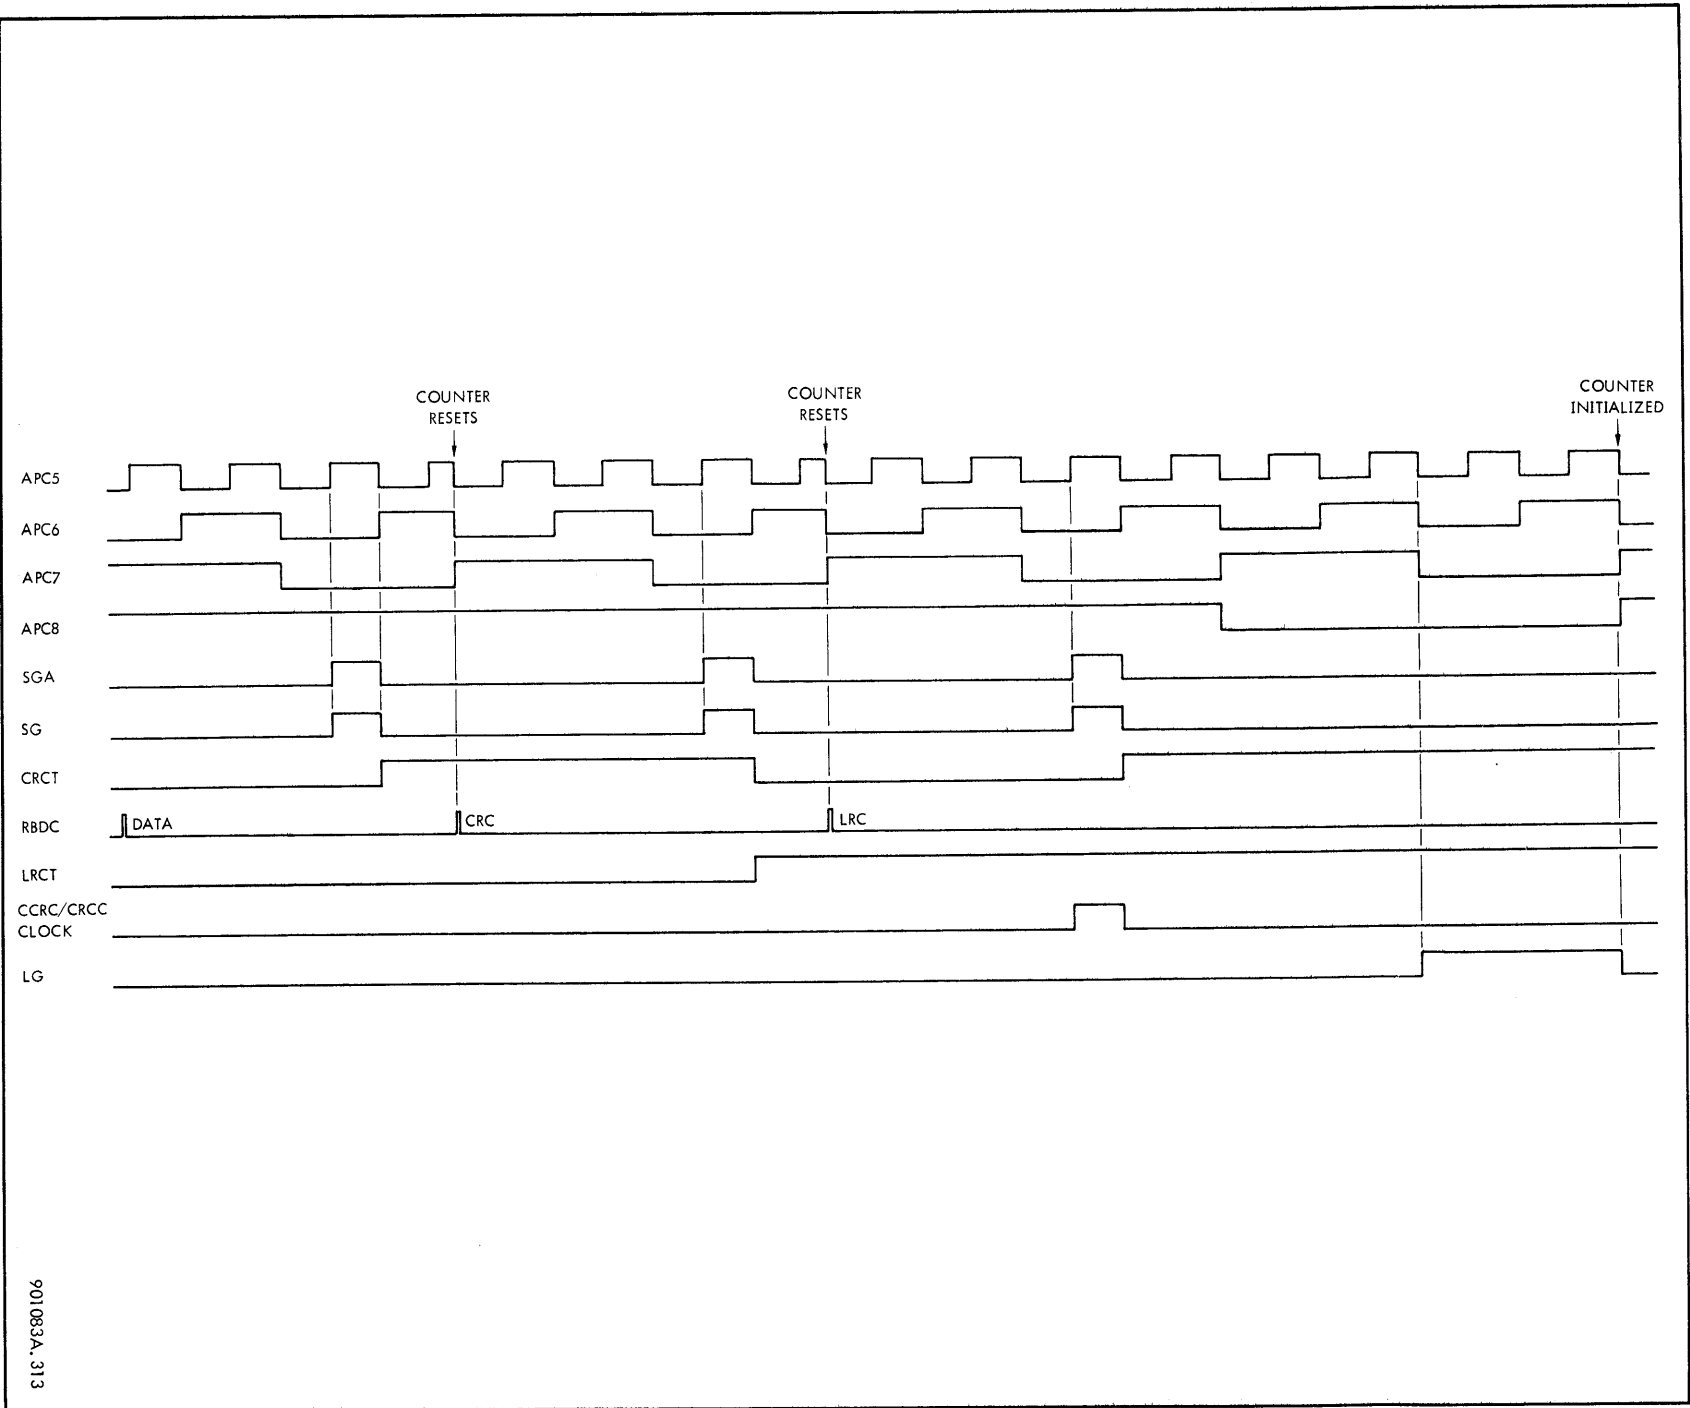 COUNTER
RESETS
COUNTER
RESETS
COUNTER
INITIALIZED
APC5
APC6
APC7
APC8
SGA
SG
CRCT
RBDC
DATA
CRC
LRC
LRCT
CCRC/CRCC
CLOCK
LG
901083A.313